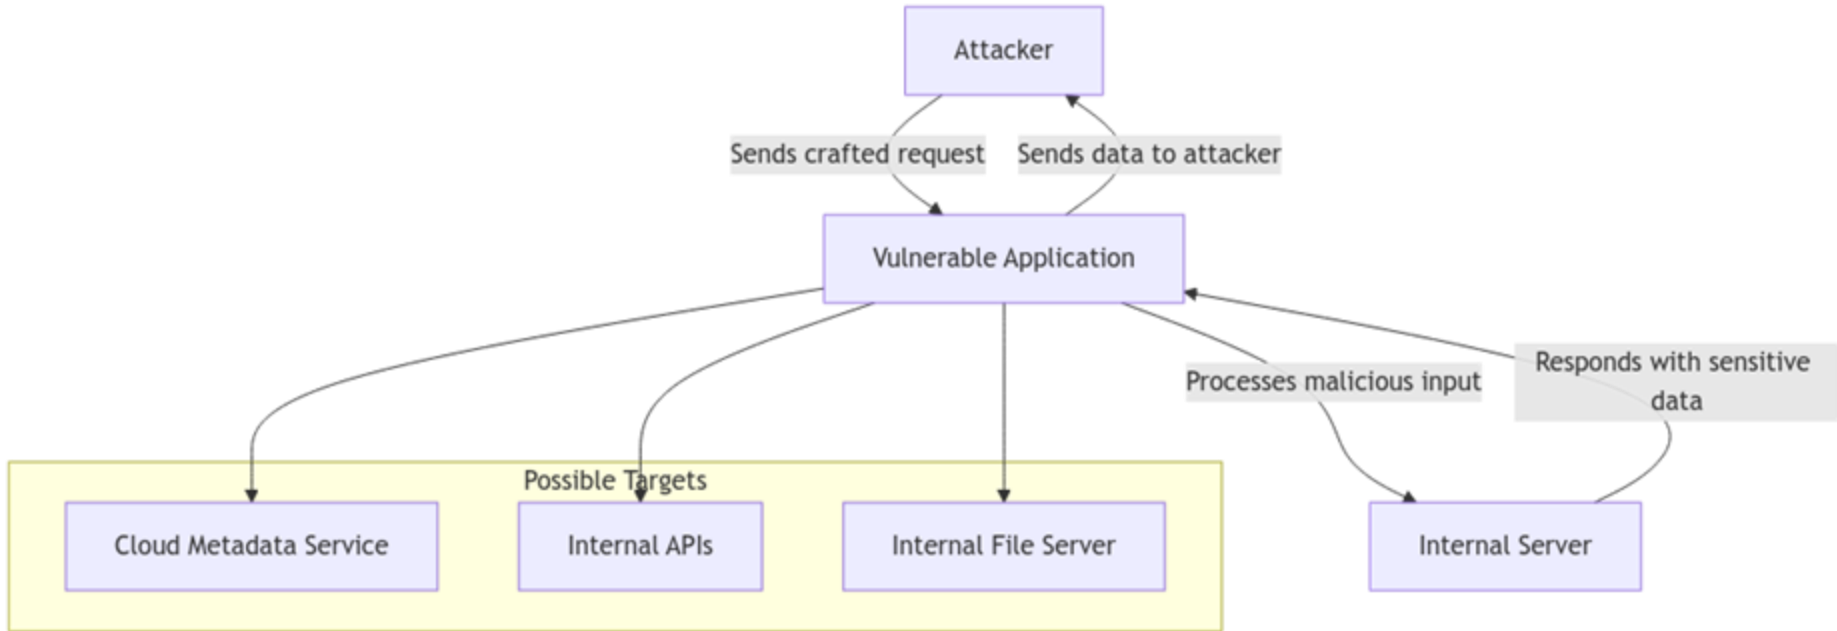 Attacker
Sends crafted request
Sends data to attacker
Vulnerable Application
Processes malicious input
Responds with sensitive
data
Possible Targets
Cloud Metadata Service
Internal APIs
Internal File Server
Internal Server